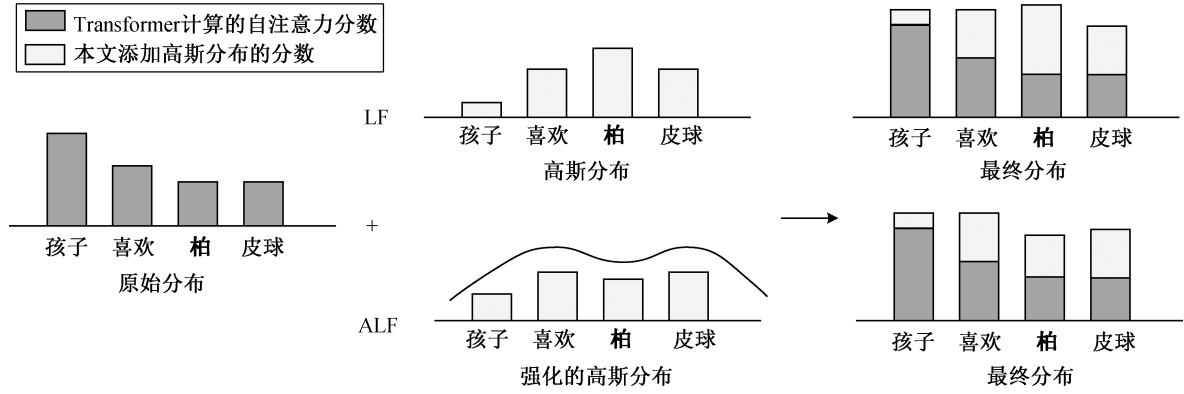 Transformer计算的自注意力分数
本文添加高斯分布的分数
孩子 喜欢 柏 皮球
原始分布
+
LF
孩子 喜欢 柏 皮球
高斯分布
ALF
孩子 喜欢 柏 皮球
强化的高斯分布
孩子 喜欢 柏 皮球
最终分布
孩子 喜欢 柏 皮球
最终分布